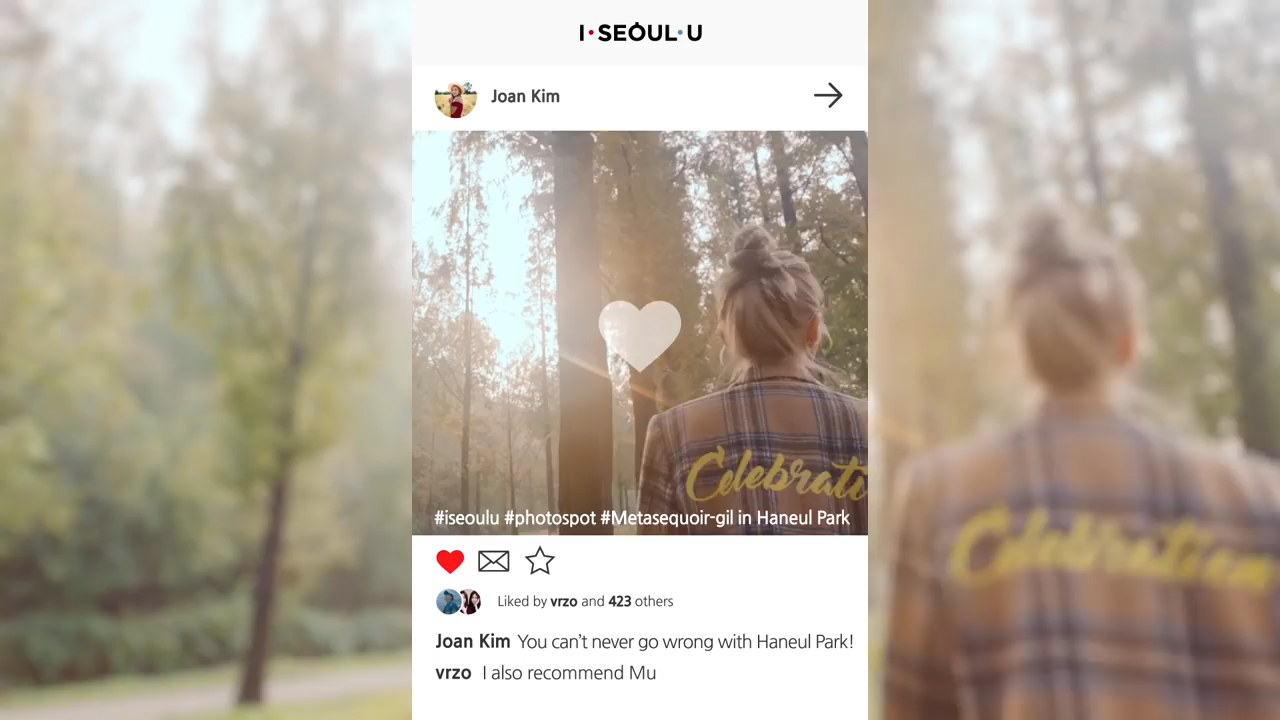 I·SEOUL·U
Joan Kim
Celebrati
#iseoulu #photospot #Metasequoir-gil in Haneul Park
Liked by vrzo and 423 others
Joan Kim You can't never go wrong with Haneul Park!
vrzo I also recommend Mu
Celebration